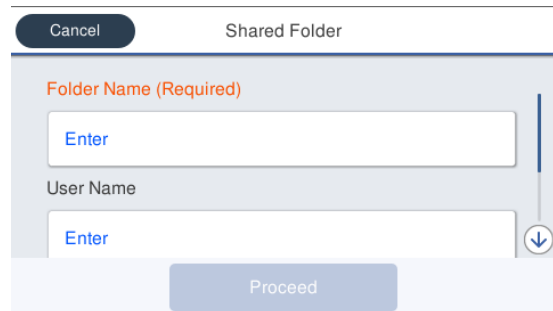 Cancel
Shared Folder
Folder Name (Required)
Enter
User Name
Enter
Proceed